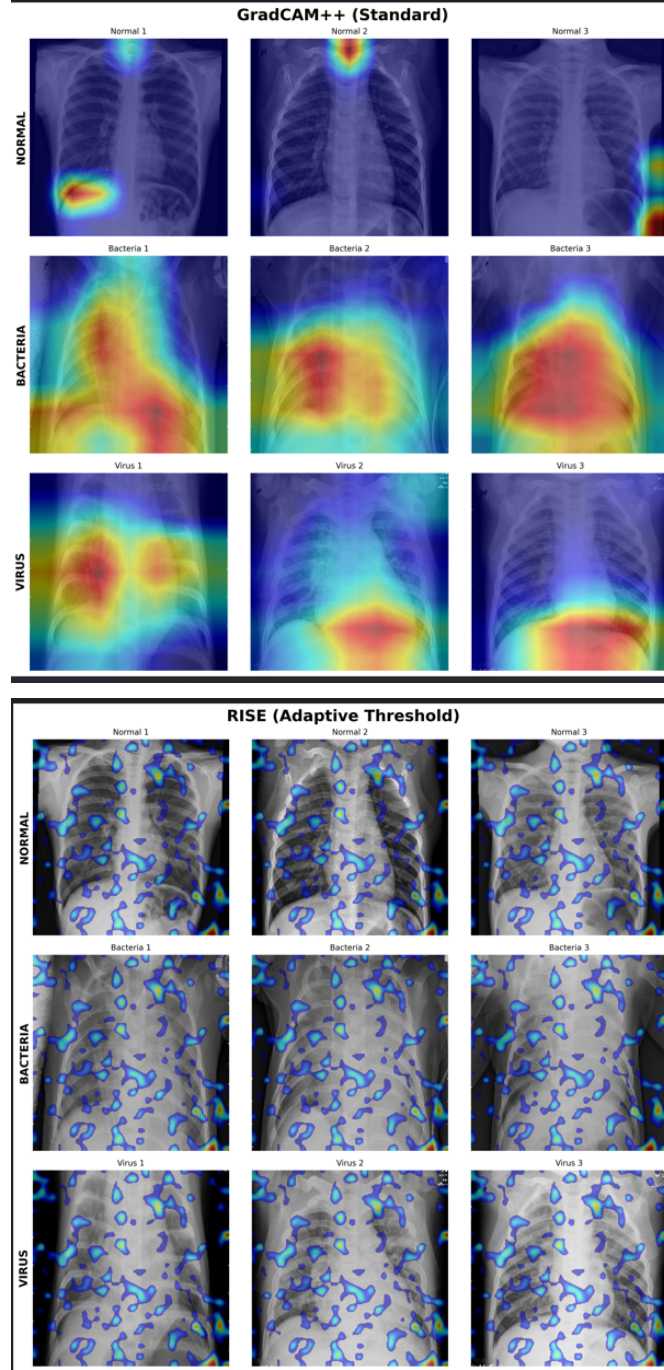 GradCAM++ (Standard)
Normal 1
Normal 2
Normal 3
NORMAL
Bacteria 1
Bacteria 2
Bacteria 3
BACTERIA
Virus 1
Virus 2
Virus 3
VIRUS
RISE (Adaptive Threshold)
Normal 1
Normal 2
Normal 3
NORMAL
Bacteria 1
Bacteria 2
Bacteria 3
BACTERIA
Virus 1
Virus 2
Virus 3
VIRUS